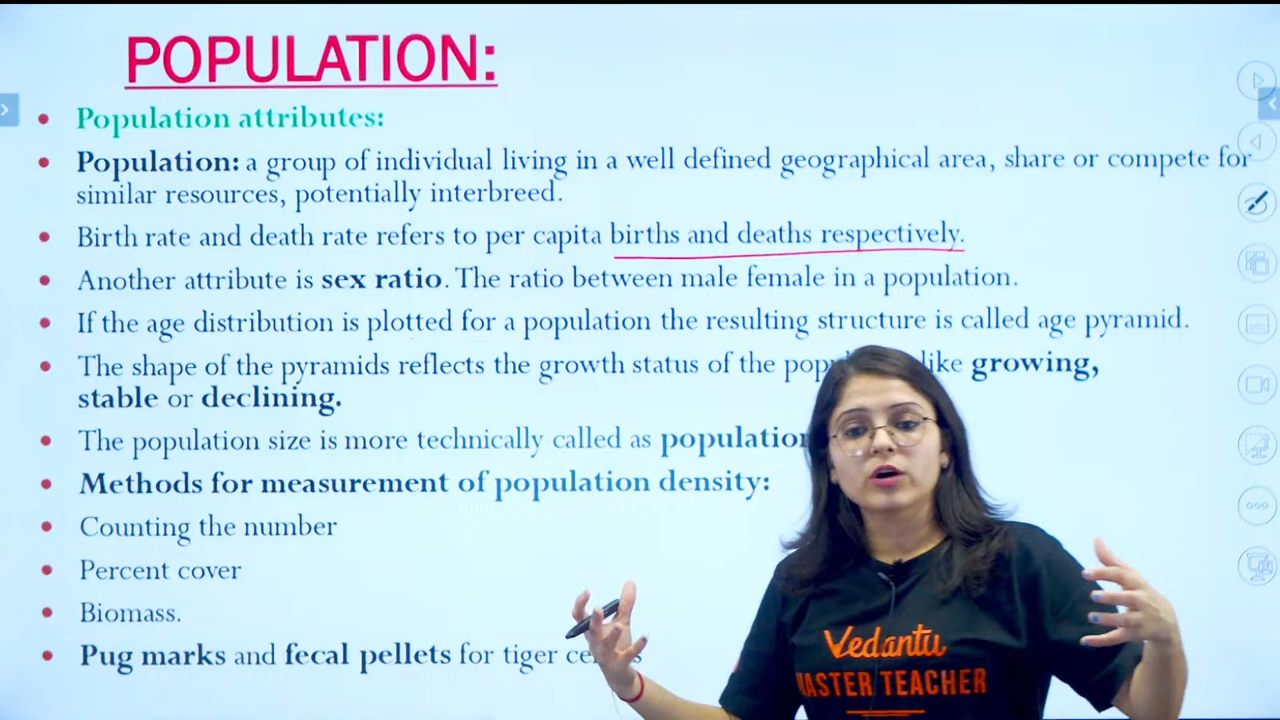 POPULATION:
Population attributes:
Population: a group of individual living in a well defined geographical area, share or compete for
similar resources, potentially interbreed.
Birth rate and death rate refers to per capita births and deaths respectively.
Another attribute is sex ratio. The ratio between male female in a population.
If the age distribution is plotted for a population the resulting structure is called age pyramid.
The shape of the pyramids reflects the growth status of the like growing,
stable or declining.
The population size is more technically called as population
Methods for measurement of population density:
Counting the number
Percent cover
Biomass.
Pug marks and fecal pellets for tiger
Vedantu
MASTER TEACHER